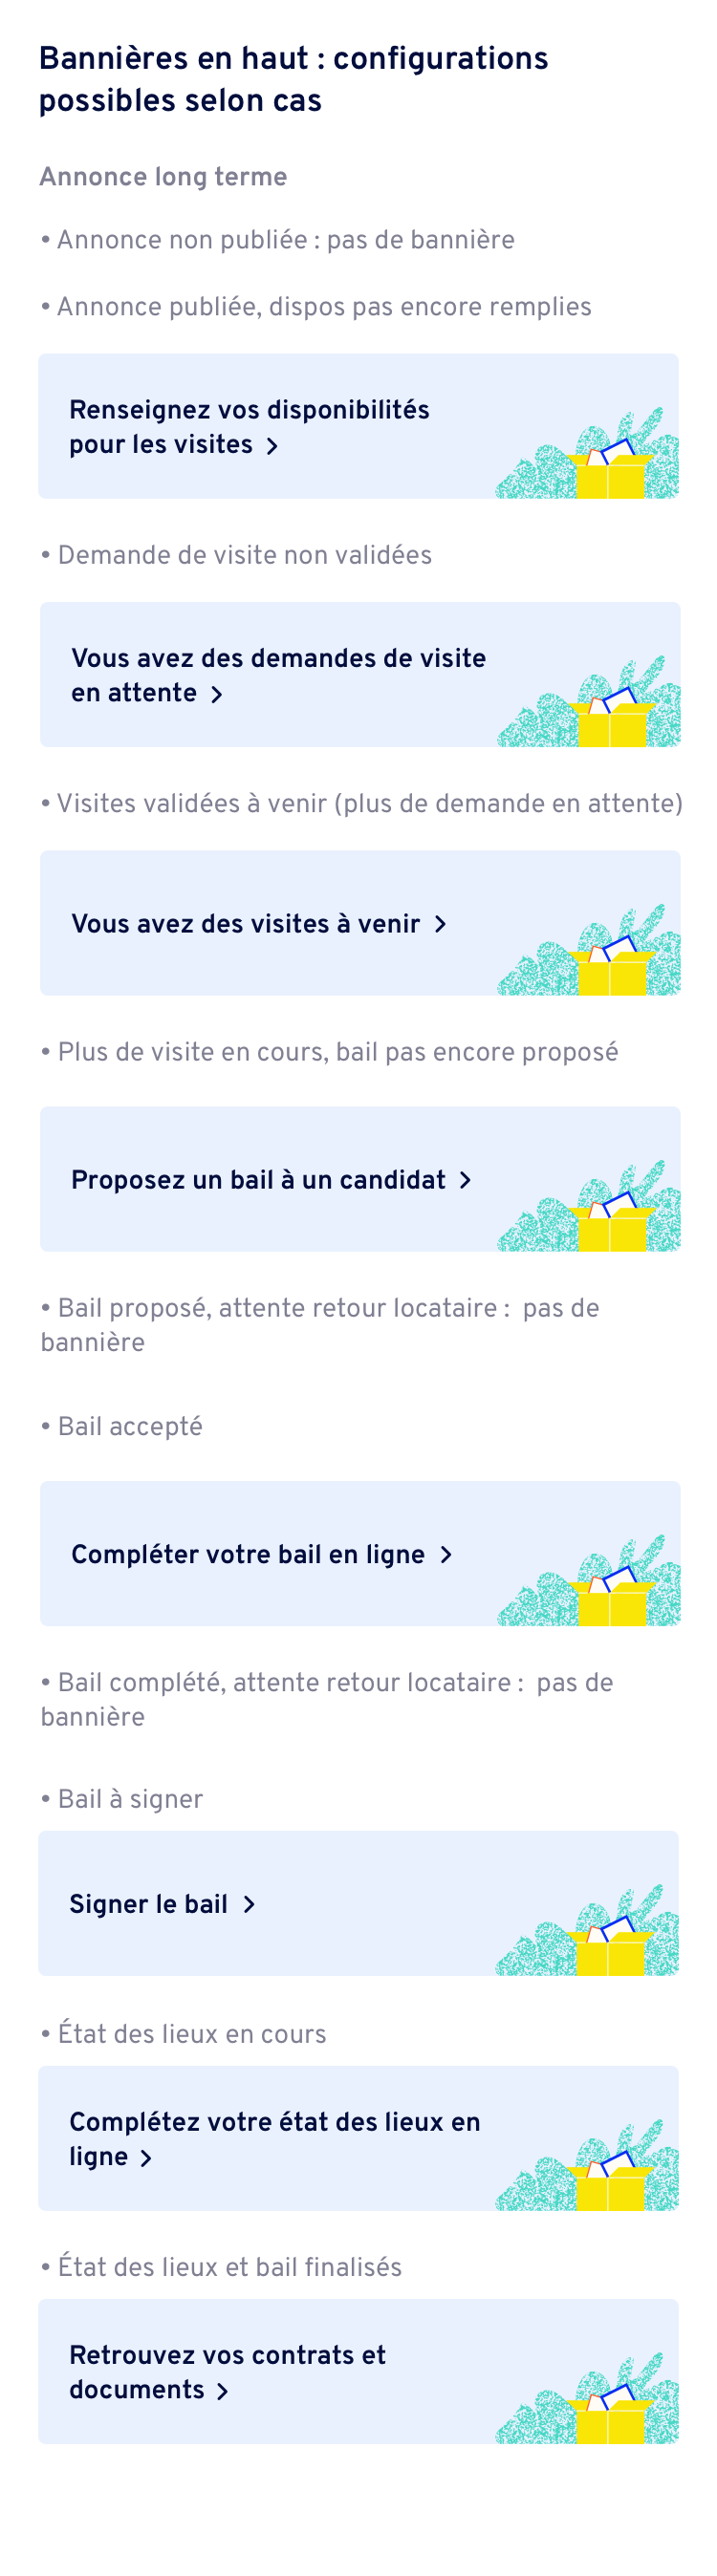 Bannières en haut : configurations
possibles selon cas
Annonce long terme
• Annonce non publiée : pas de bannière
• Annonce publiée, dispos pas encore remplies
Renseignez vos disponibilités
pour les visites >
• Demande de visite non validées
Vous avez des demandes de visite
en attente >
• Visites validées à venir (plus de demande en attente)
Vous avez des visites à venir >
• Plus de visite en cours, bail pas encore proposé
Proposez un bail à un candidat >
• Bail proposé, attente retour locataire :  pas de
bannière
• Bail accepté
Compléter votre bail en ligne >
• Bail complété, attente retour locataire :  pas de
bannière
• Bail à signer
Signer le bail >
• État des lieux en cours
Complétez votre état des lieux en
ligne >
• État des lieux et bail finalisés
Retrouvez vos contrats et
documents >